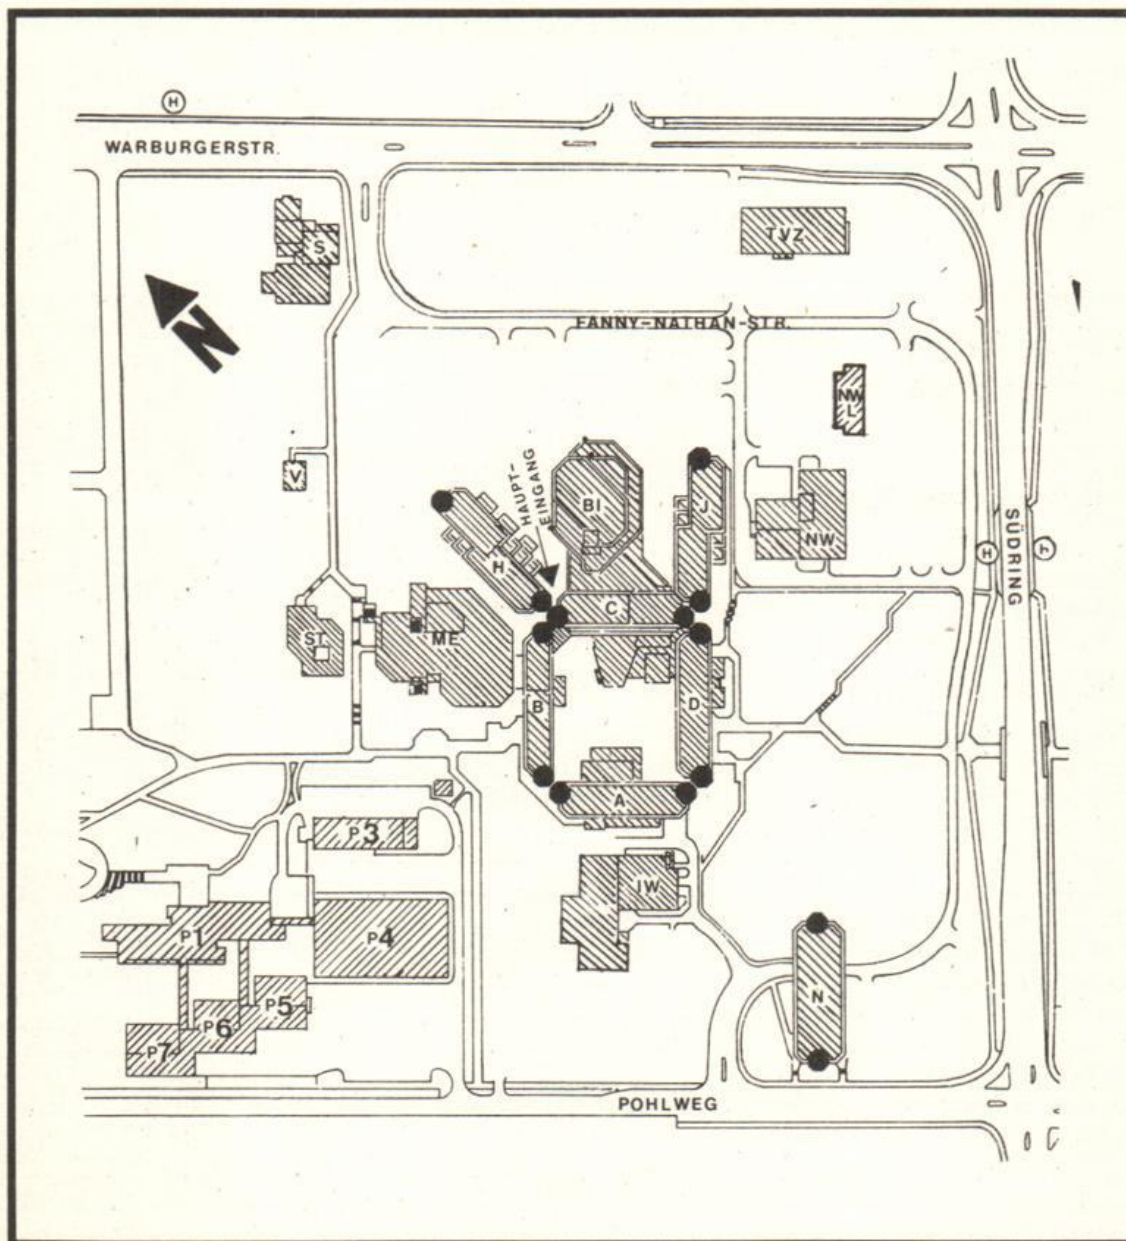 H
WARBURGERSTR.
S
TVZ
N
FANNY-NATHAN-STR.
NW
L
HAUPT-
EINGANG
V
BI
J
NW
SÜDRING
H
H
H
C
ST
ME
B
D
A
P3
IW
P1
P4
N
P5
P6
P7
POHLWEG